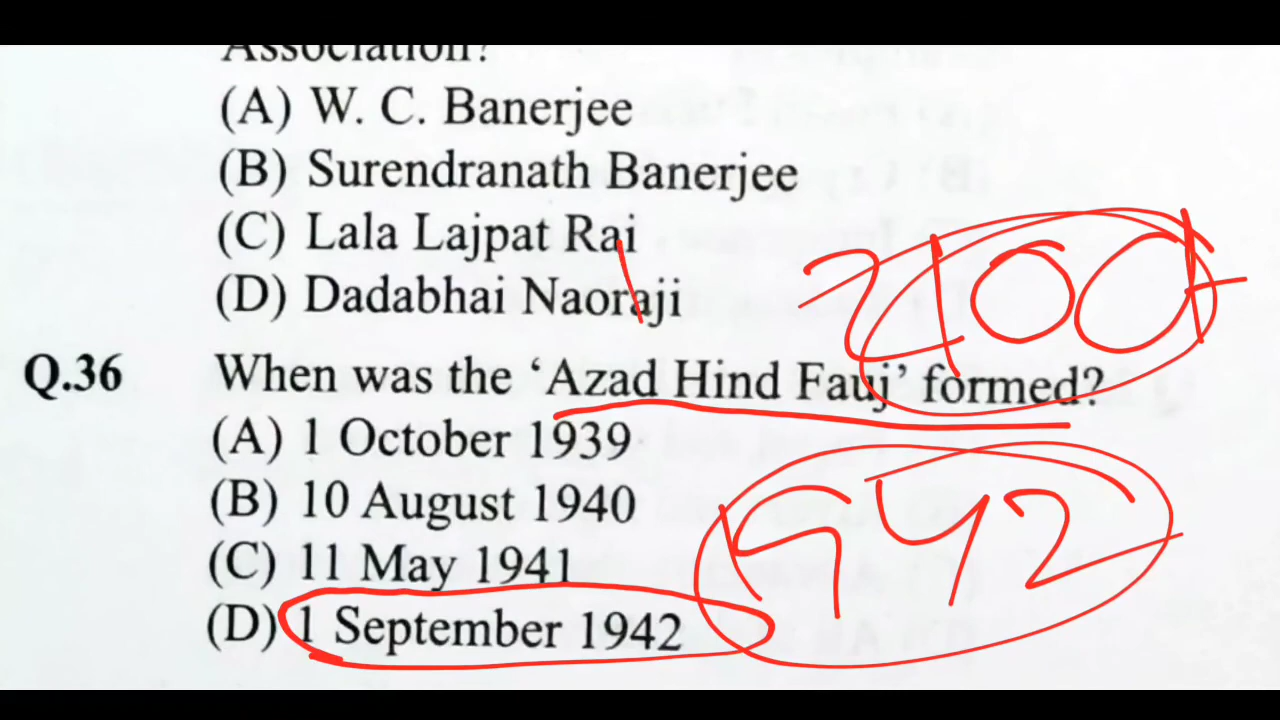 Association?
(A) W. C. Banerjee
(B) Surendranath Banerjee
(C) Lala Lajpat Rai
(D) Dadabhai Naoraji
2100+
Q.36 When was the ‘Azad Hind Fauj’ formed?
(A) 1 October 1939
(B) 10 August 1940
(C) 11 May 1941
(D) 1 September 1942
1942